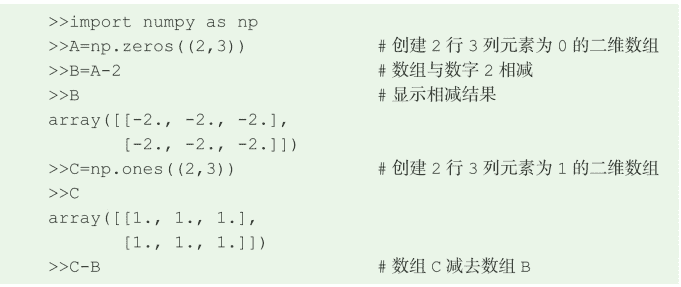 >>import numpy as np
>>A=np.zeros((2,3)) # 创建 2 行 3 列元素为 0 的二维数组
>>B=A-2 # 数组与数字 2 相减
>>B # 显示相减结果
array([[-2., -2., -2.],
[-2., -2., -2.]])
>>C=np.ones((2,3)) # 创建 2 行 3 列元素为 1 的二维数组
>>C
array([[1., 1., 1.],
[1., 1., 1.]])
>>C-B # 数组 C 减去数组 B